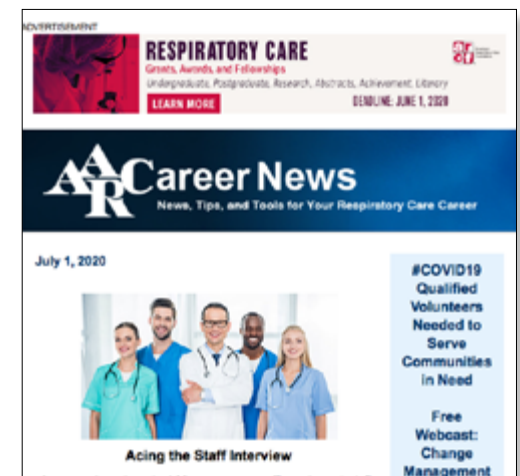 ADVERTISEMENT
RESPIRATORY CARE
Grants, Awards, and Fellowships
Undergraduate, Postgraduate, Research, Abstracts, Achievement, Literary
LEARN MORE
DEADLINE: JUNE 1, 2020
AARCareer News
News, Tips, and Tools for Your Respiratory Care Career
July 1, 2020
Acing the Staff Interview
#COVID19
Qualified
Volunteers
Needed to
Serve
Communities
in Need
Free
Webcast:
Change
Management